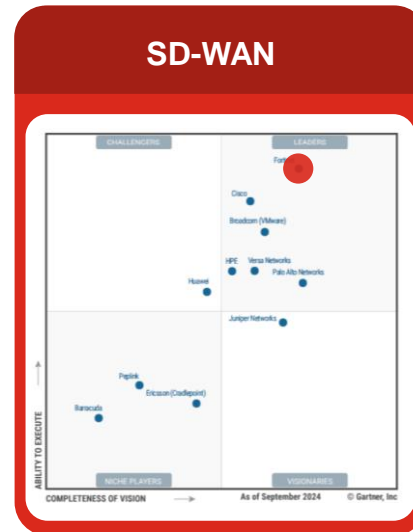 SD-WAN
CHALLENGERS
LEADERS
Cisco
Broadcom (VMware)
HPE
Versa Networks
Palo Alto Networks
Huawei
Juniper Networks
Peplink
Ericsson (Cradlepoint)
Barracuda
ABILITY TO EXECUTE
NICHE PLAYERS
VISIONARIES
COMPLETENESS OF VISION
As of September 2024
© Gartner, Inc